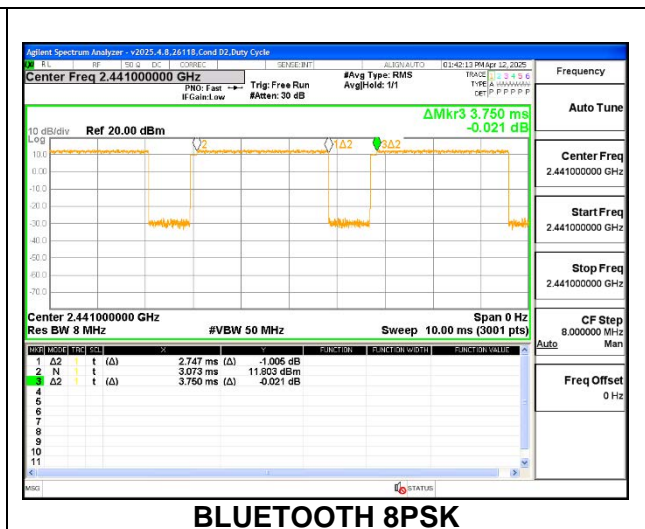 Agilent Spectrum Analyzer - v2025.4.8,26118,Cond D2,Duty Cycle
RL RF 50 Ω DC CORREC SENSE:INT ALIGN AUTO 01:42:13 PM Apr 12, 2025
Center Freq 2.441000000 GHz #Avg Type: RMS TRACE 1 2 3 4 5 6
PNO: Fast Trig: Free Run Avg|Hold: 1/1 TYPE A
IFGain:Low #Atten: 30 dB DET P P P P P P
ΔMkr3 3.750 ms
10 dB/div Ref 20.00 dBm -0.021 dB
Log
2 1Δ2 3Δ2
10.0
0.00
-10.0
-20.0
-30.0
-40.0
-50.0
-60.0
-70.0
Center 2.441000000 GHz Span 0 Hz
Res BW 8 MHz #VBW 50 MHz Sweep 10.00 ms (3001 pts)
MKR MODE TRC SCL X Y FUNCTION FUNCTION WIDTH FUNCTION VALUE
1 Δ2 1 t (Δ) 2.747 ms (Δ) -1.005 dB
2 N 1 t 3.073 ms 11.803 dBm
3 Δ2 1 t (Δ) 3.750 ms (Δ) -0.021 dB
4
5
6
7
8
9
10
11
MSG STATUS
Frequency
Auto Tune
Center Freq
2.441000000 GHz
Start Freq
2.441000000 GHz
Stop Freq
2.441000000 GHz
CF Step
8.000000 MHz
Auto Man
Freq Offset
0 Hz
BLUETOOTH 8PSK